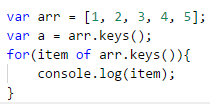 var arr = [1, 2, 3, 4, 5];
var a = arr.keys();
for(item of arr.keys()){
    console.log(item);
}